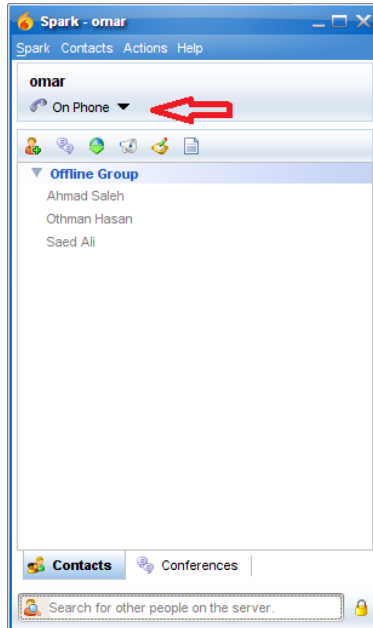 Spark - omar
Spark Contacts Actions Help
omar
On Phone
Offline Group
Ahmad Saleh
Othman Hasan
Saed Ali
Contacts Conferences
Search for other people on the server.